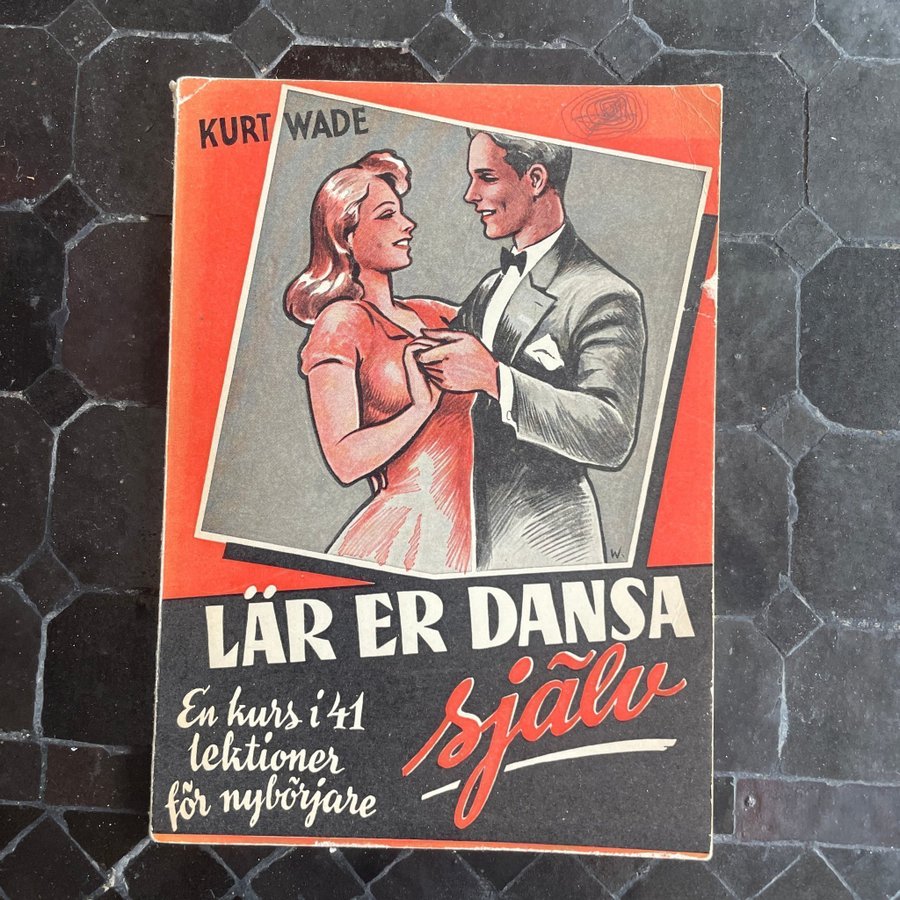 KURT WADE
W.
LÄR ER DANSA
själv
En kurs i 41
lektioner
för nybörjare